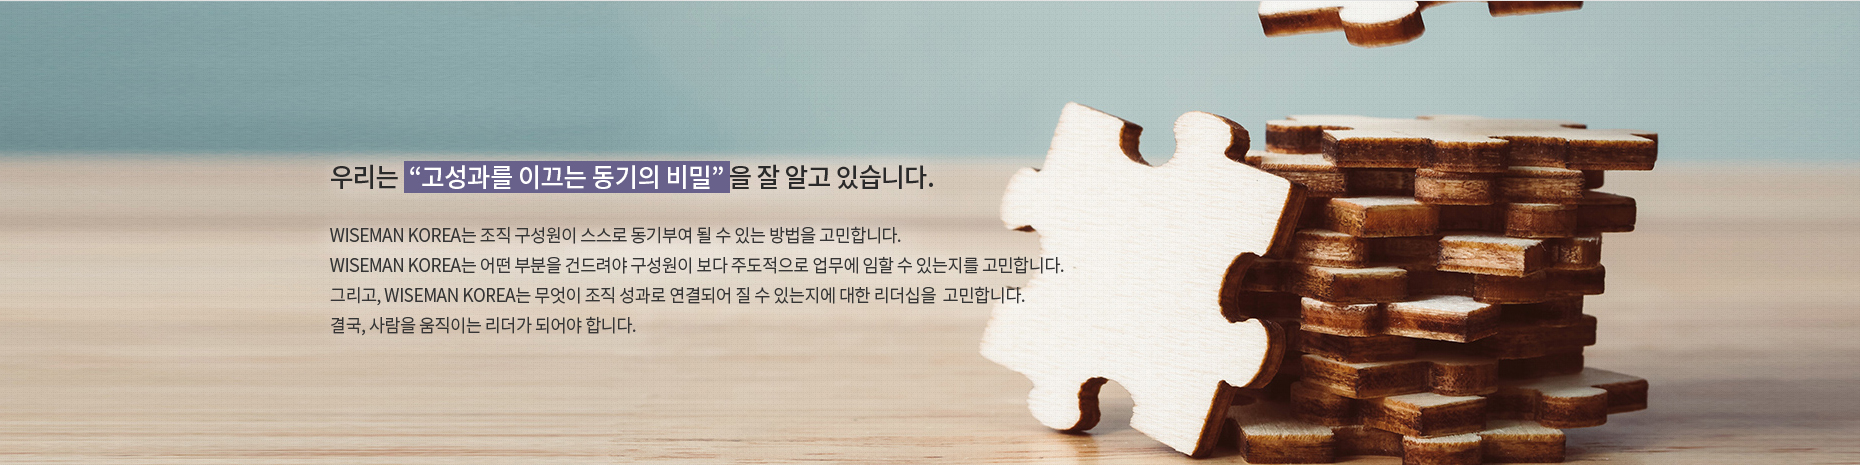 우리는 “고성과를 이끄는 동기의 비밀”을 잘 알고 있습니다.
WISEMAN KOREA는 조직 구성원이 스스로 동기부여 될 수 있는 방법을 고민합니다.
WISEMAN KOREA는 어떤 부분을 건드려야 구성원이 보다 주도적으로 업무에 임할 수 있는지를 고민합니다.
그리고, WISEMAN KOREA는 무엇이 조직 성과로 연결되어 질 수 있는지에 대한 리더십을 고민합니다.
결국, 사람을 움직이는 리더가 되어야 합니다.